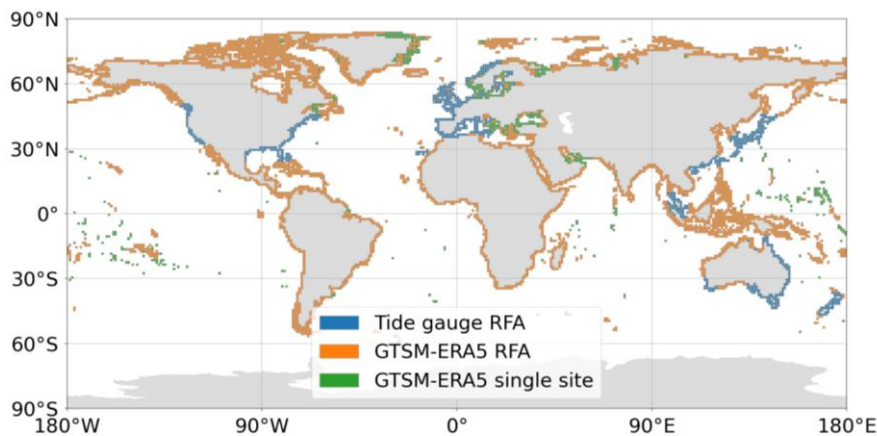 90°N
60°N
30°N
0°
30°S
60°S
90°S
Tide gauge RFA
GTSM-ERA5 RFA
GTSM-ERA5 single site
180°W 90°W 0° 90°E 180°E